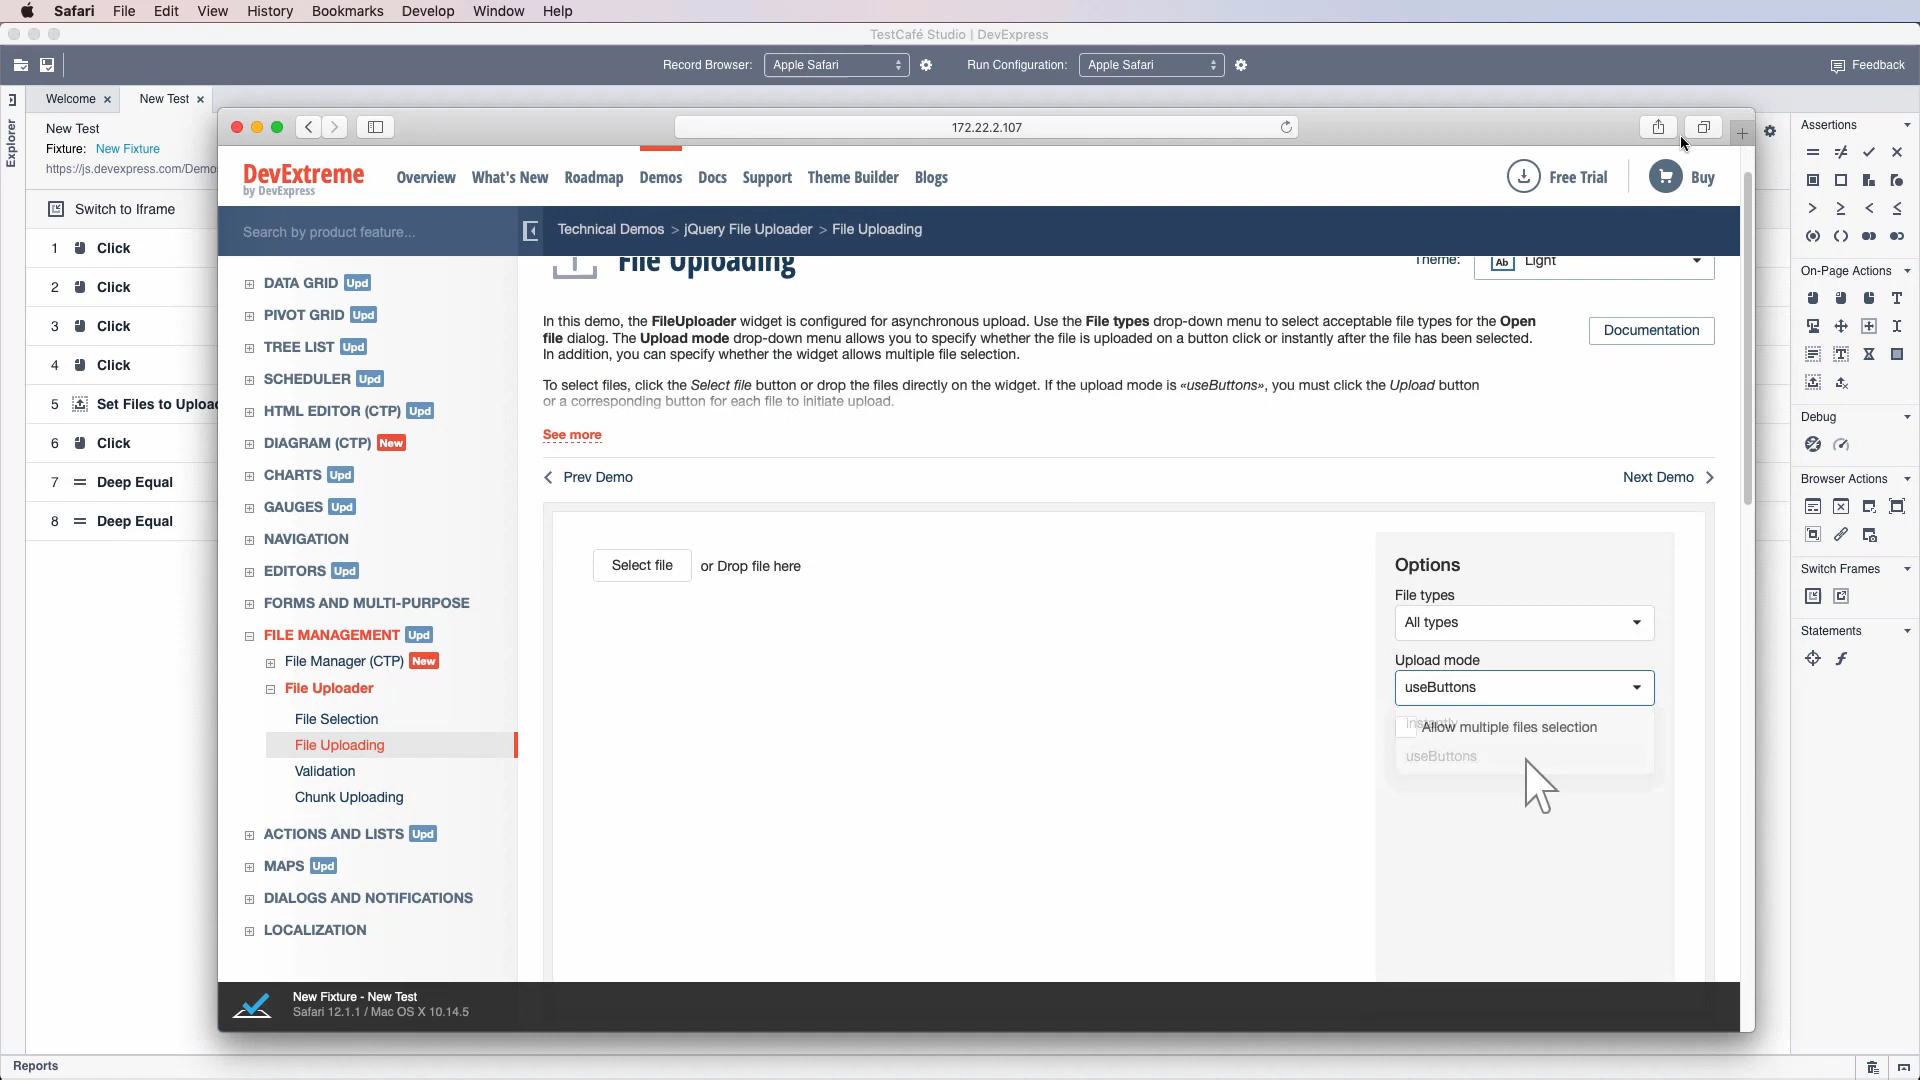 Safari File Edit View History Bookmarks Develop Window Help
TestCafé Studio | DevExpress
Record Browser: Apple Safari Run Configuration: Apple Safari Feedback
Explorer
Welcome New Test
New Test
Fixture: New Fixture
https://js.devexpress.com/Demo
Switch to Iframe
1 Click
2 Click
3 Click
4 Click
5 Set Files to Uploa
6 Click
7 Deep Equal
8 Deep Equal
172.22.2.107
DevExtreme
by DevExpress
Overview What's New Roadmap Demos Docs Support Theme Builder Blogs
Free Trial Buy
Search by product feature...
Technical Demos > jQuery File Uploader > File Uploading
DATA GRID Upd
PIVOT GRID Upd
TREE LIST Upd
SCHEDULER Upd
HTML EDITOR (CTP) Upd
DIAGRAM (CTP) New
CHARTS Upd
GAUGES Upd
NAVIGATION
EDITORS Upd
FORMS AND MULTI-PURPOSE
FILE MANAGEMENT Upd
File Manager (CTP) New
File Uploader
File Selection
File Uploading
Validation
Chunk Uploading
ACTIONS AND LISTS Upd
MAPS Upd
DIALOGS AND NOTIFICATIONS
LOCALIZATION
File Uploading
Theme: Ab Light
In this demo, the FileUploader widget is configured for asynchronous upload. Use the File types drop-down menu to select acceptable file types for the Open
file dialog. The Upload mode drop-down menu allows you to specify whether the file is uploaded on a button click or instantly after the file has been selected.
In addition, you can specify whether the widget allows multiple file selection.
Documentation
To select files, click the Select file button or drop the files directly on the widget. If the upload mode is «useButtons», you must click the Upload button
or a corresponding button for each file to initiate upload.
See more
Prev Demo
Next Demo
Select file or Drop file here
Options
File types
All types
Upload mode
useButtons
instantly
Allow multiple files selection
useButtons
New Fixture - New Test
Safari 12.1.1 / Mac OS X 10.14.5
Assertions
On-Page Actions
Debug
Browser Actions
Switch Frames
Statements
Reports